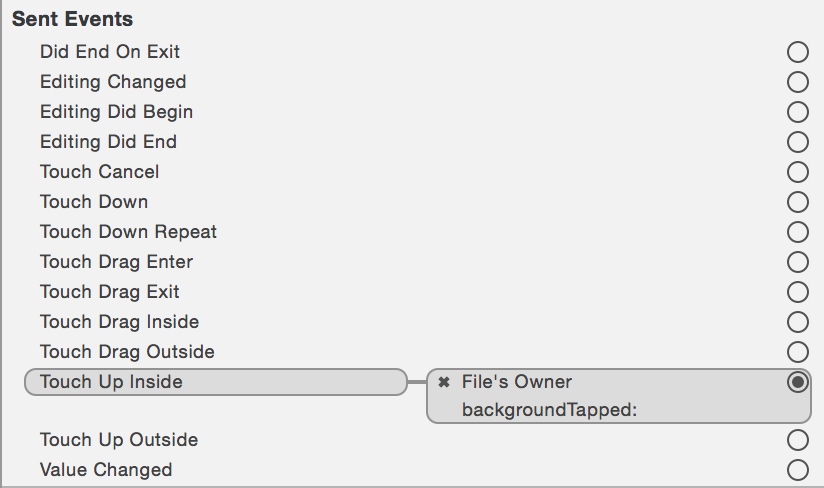 Sent Events
Did End On Exit
Editing Changed
Editing Did Begin
Editing Did End
Touch Cancel
Touch Down
Touch Down Repeat
Touch Drag Enter
Touch Drag Exit
Touch Drag Inside
Touch Drag Outside
Touch Up Inside
File's Owner
backgroundTapped:
Touch Up Outside
Value Changed